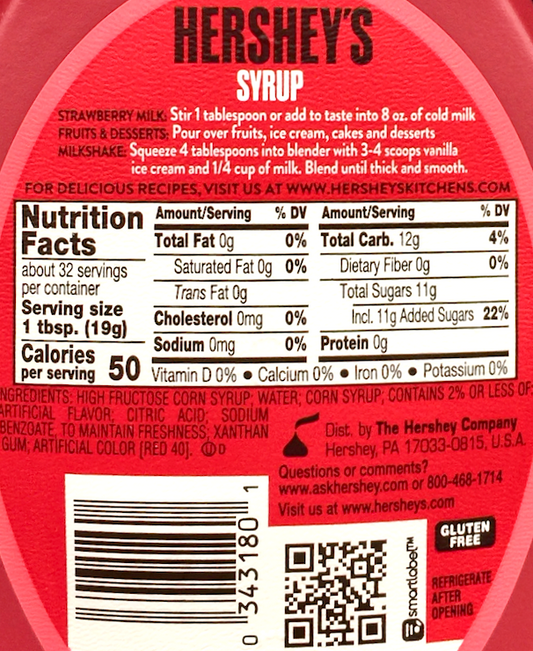 HERSHEY'S
SYRUP
STRAWBERRY MILK: Stir 1 tablespoon or add to taste into 8 oz. of cold milk
FRUITS & DESSERTS: Pour over fruits, ice cream, cakes and desserts
MILKSHAKE: Squeeze 4 tablespoons into blender with 3-4 scoops vanilla
ice cream and 1/4 cup of milk. Blend until thick and smooth.
FOR DELICIOUS RECIPES, VISIT US AT WWW.HERSHEYSKITCHENS.COM
Nutrition
Facts
about 32 servings
per container
Serving size
1 tbsp. (19g)
Calories
per serving 50
Amount/Serving % DV
Total Fat 0g 0%
Saturated Fat 0g 0%
Trans Fat 0g
Cholesterol 0mg 0%
Sodium 0mg 0%
Amount/Serving % DV
Total Carb. 12g 4%
Dietary Fiber 0g 0%
Total Sugars 11g
Incl. 11g Added Sugars 22%
Protein 0g
Vitamin D 0% • Calcium 0% • Iron 0% • Potassium 0%
NGREDIENTS: HIGH FRUCTOSE CORN SYRUP; WATER; CORN SYRUP; CONTAINS 2% OR LESS OF:
ARTIFICIAL FLAVOR; CITRIC ACID; SODIUM
BENZOATE, TO MAINTAIN FRESHNESS; XANTHAN
GUM; ARTIFICIAL COLOR [RED 40]. Ⓤ D
Dist. by The Hershey Company
Hershey, PA 17033-0815, U.S.A.
Questions or comments?
www.askhershey.com or 800-468-1714
Visit us at www.hersheys.com
0 343180 1
smartlabel™
GLUTEN
FREE
REFRIGERATE
AFTER
OPENING